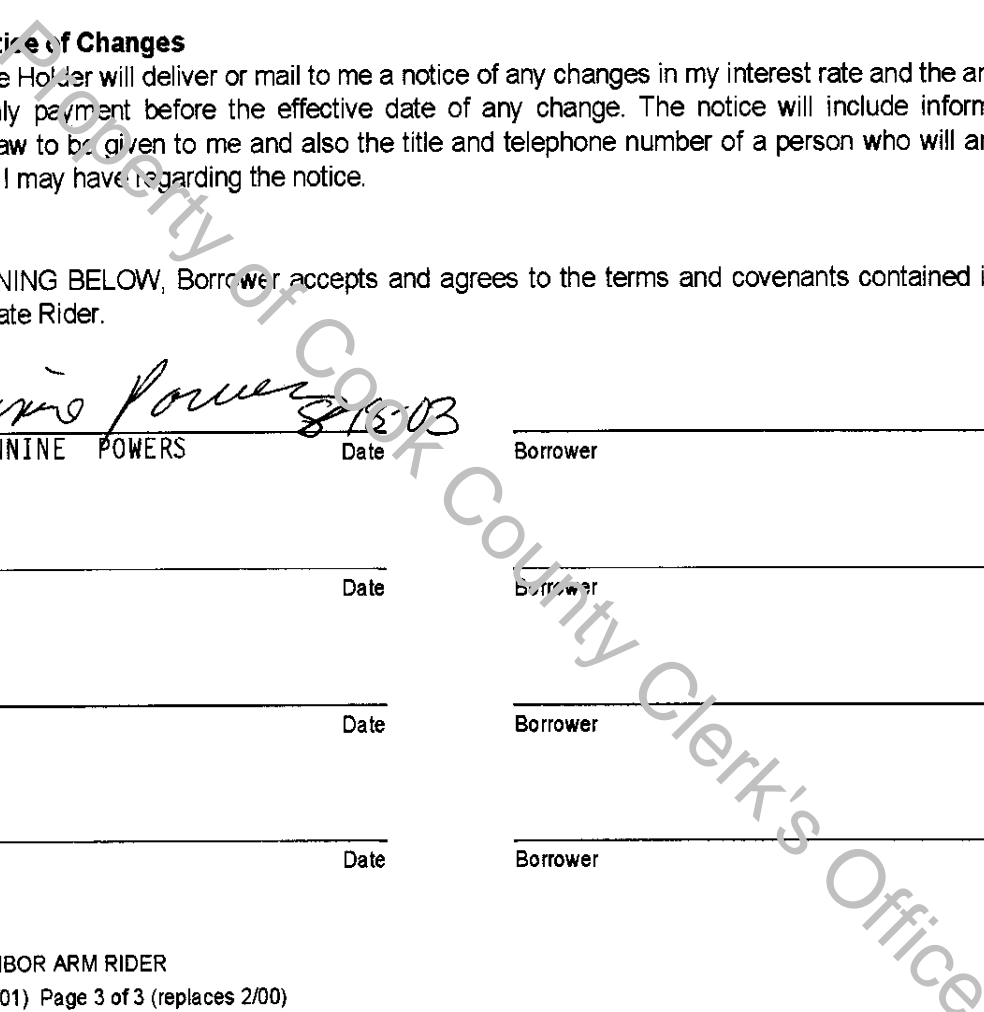 tice of Changes
e Holder will deliver or mail to me a notice of any changes in my interest rate and the ar
ly payment before the effective date of any change. The notice will include inform
aw to be given to me and also the title and telephone number of a person who will an
I may have regarding the notice.
NING BELOW, Borrower accepts and agrees to the terms and covenants contained i
ate Rider.
Powers 8-15-03
NINE POWERS Date Borrower
Date Borrower
Date Borrower
Date Borrower
IBOR ARM RIDER
01) Page 3 of 3 (replaces 2/00)
Property of Cook County Clerk's Office